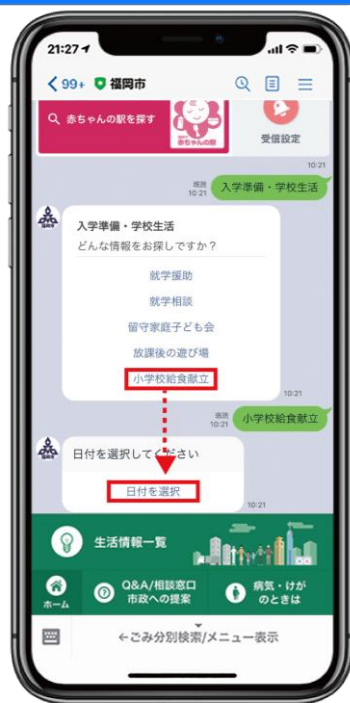 21:27
99+ 福岡市
赤ちゃんの駅を探す
赤ちゃんの駅
受信設定
10:21
既読
10:21
入学準備・学校生活
入学準備・学校生活
どんな情報をお探しですか?
就学援助
就学相談
留守家庭子ども会
放課後の遊び場
小学校給食献立
10:21
既読
10:21
小学校給食献立
日付を選択してください
日付を選択
10:21
生活情報一覧
ホーム
Q&A/相談窓口
市政への提案
病気・けが
のときは
←ごみ分別検索/メニュー表示